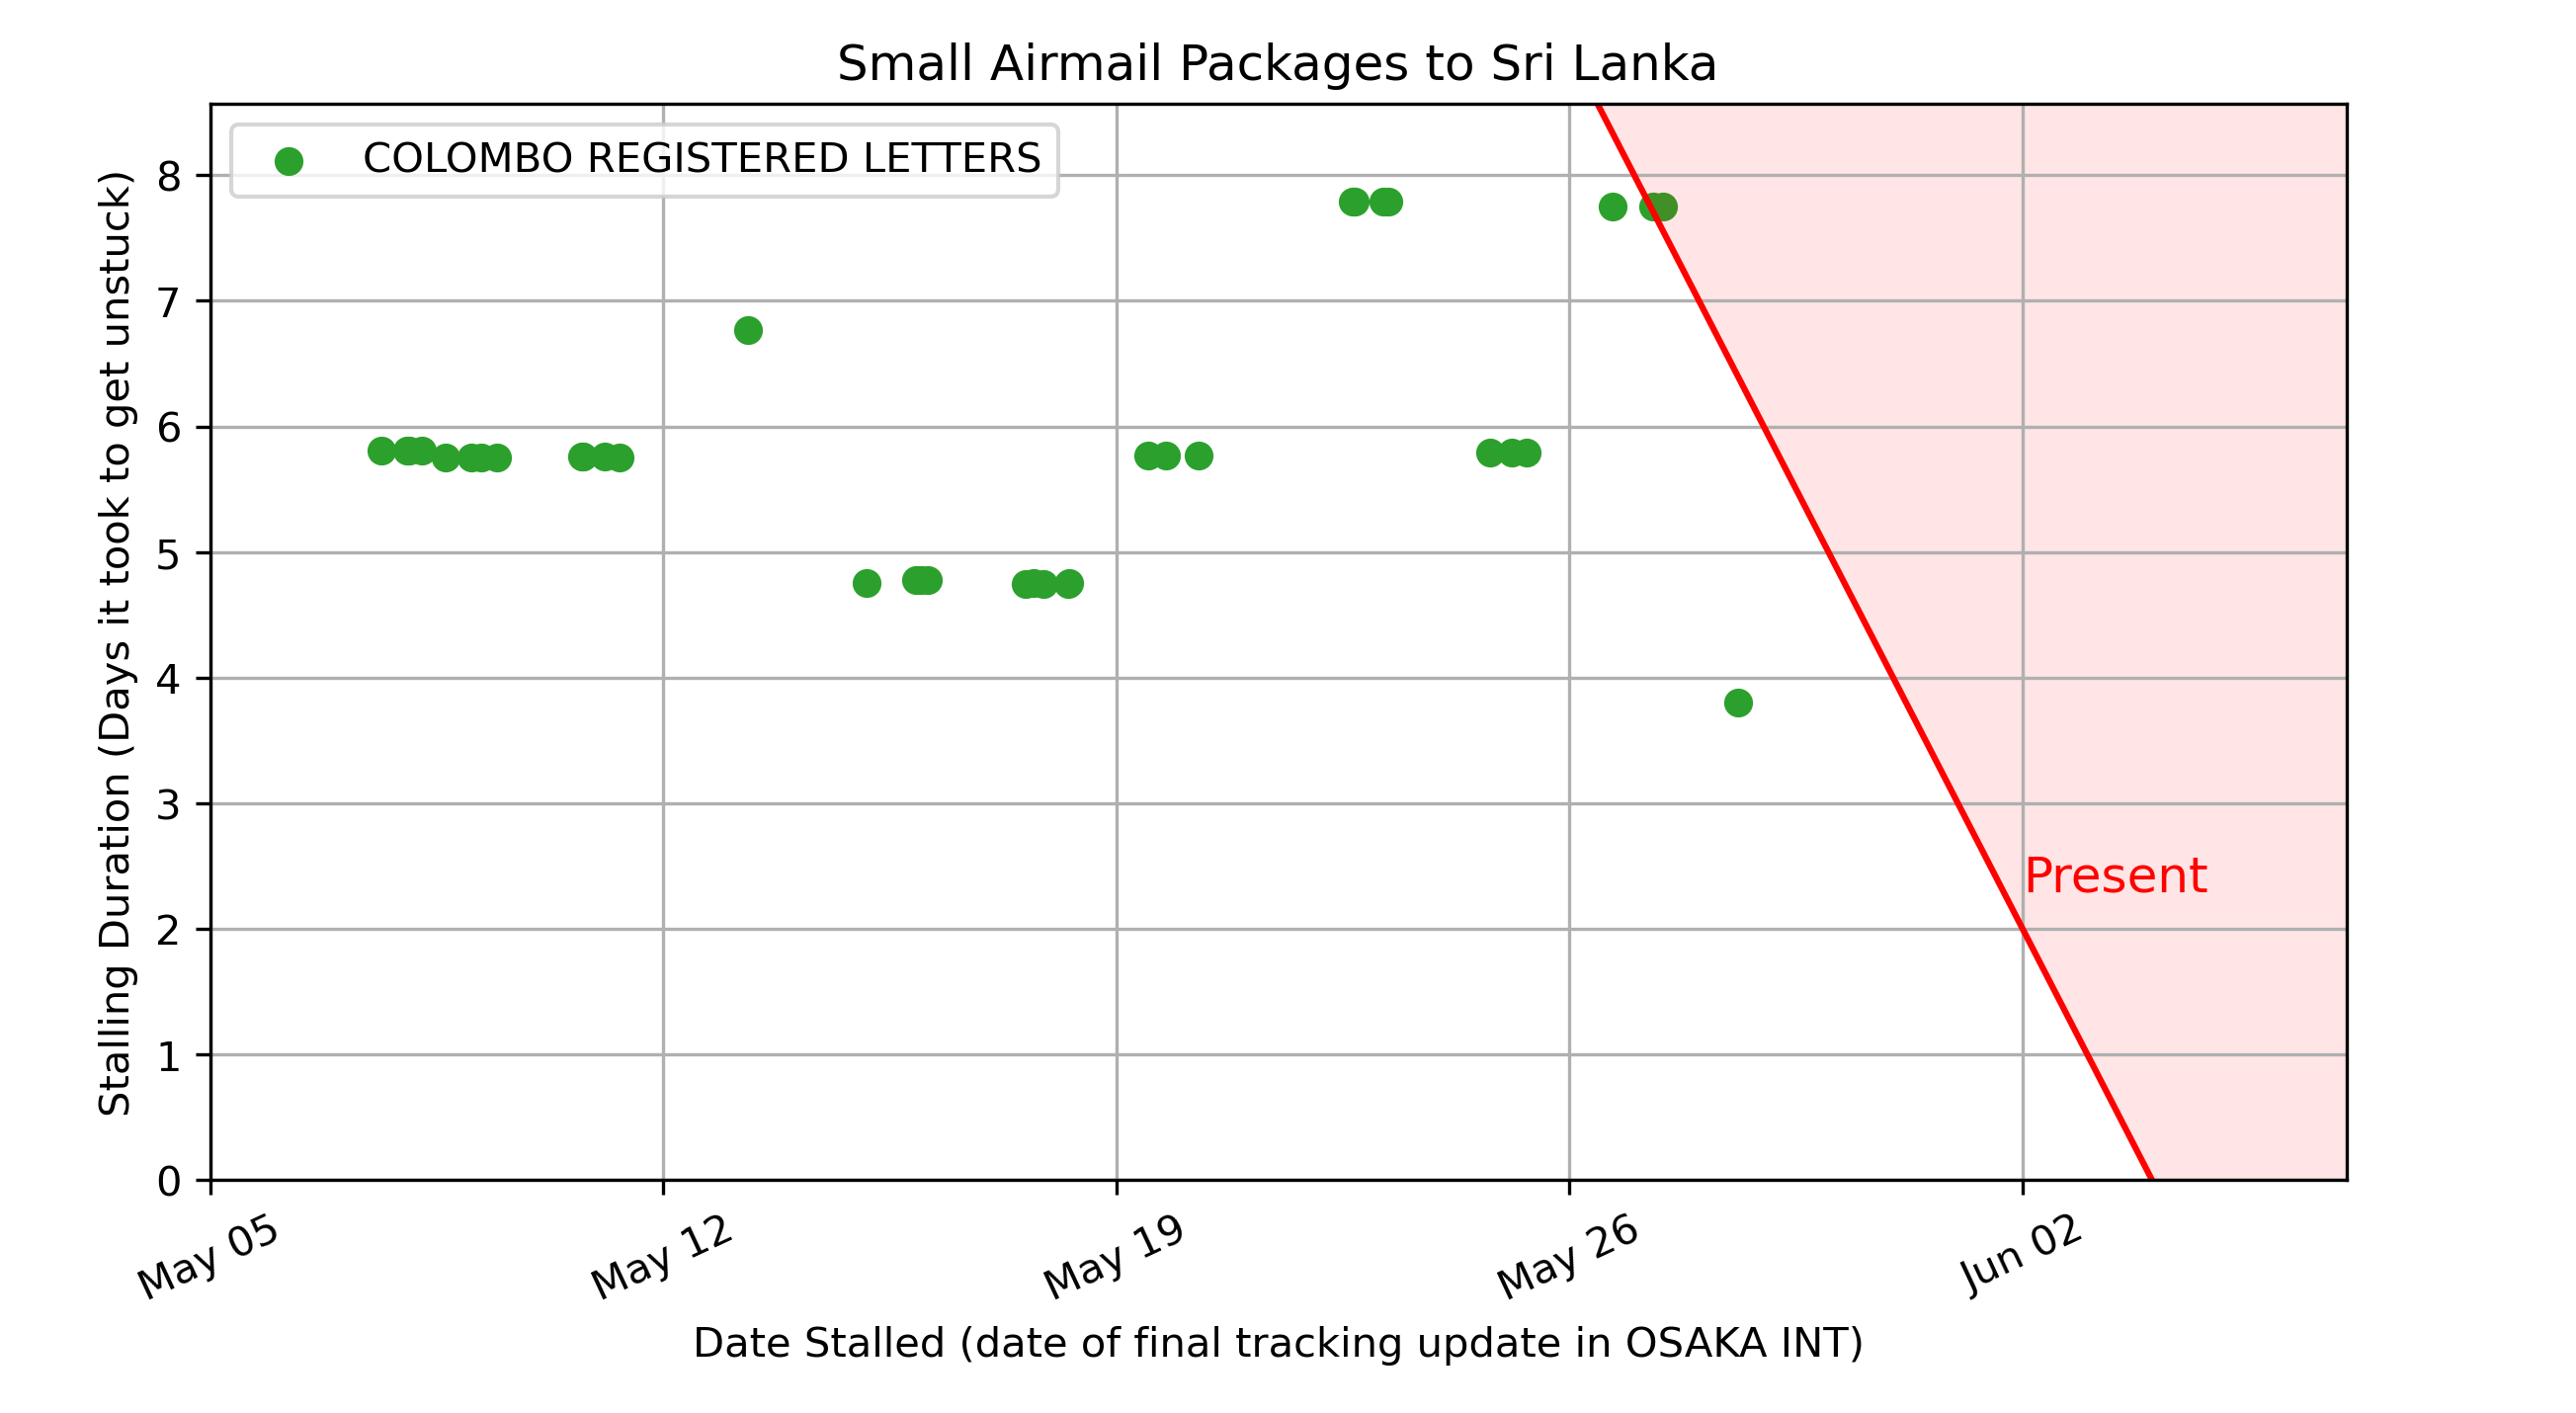 Small Airmail Packages to Sri Lanka
COLOMBO REGISTERED LETTERS
Stalling Duration (Days it took to get unstuck)
8
7
6
5
4
3
2
1
0
Present
May 05
May 12
May 19
May 26
Jun 02
Date Stalled (date of final tracking update in OSAKA INT)